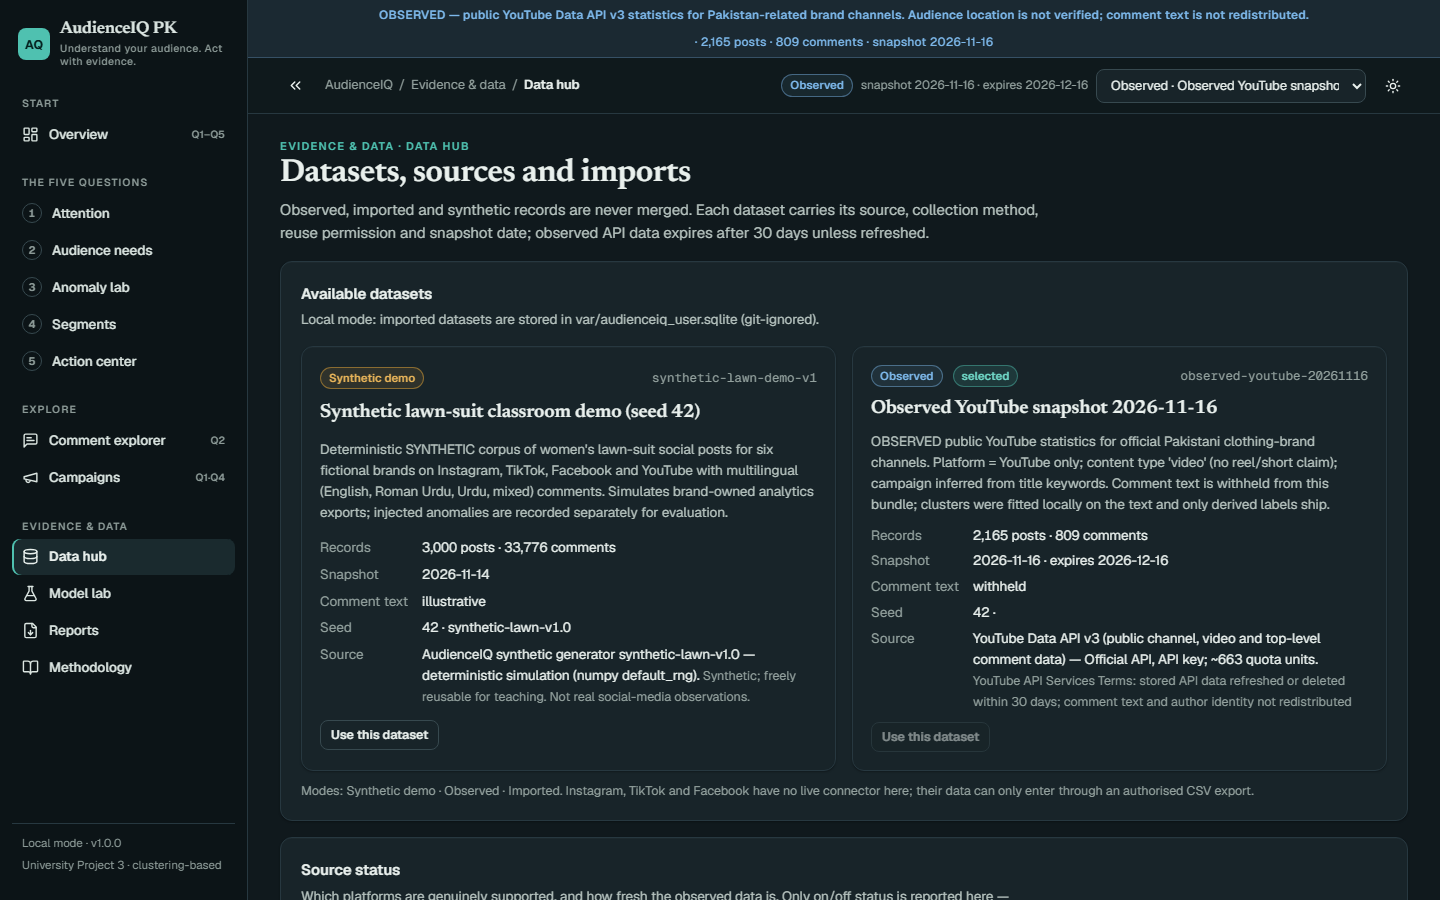 AQ
AudienceIQ PK
Understand your audience. Act
with evidence.
START
Overview Q1–Q5
THE FIVE QUESTIONS
1 Attention
2 Audience needs
3 Anomaly lab
4 Segments
5 Action center
EXPLORE
Comment explorer Q2
Campaigns Q1·Q4
EVIDENCE & DATA
Data hub
Model lab
Reports
Methodology
Local mode · v1.0.0
University Project 3 · clustering-based
OBSERVED — public YouTube Data API v3 statistics for Pakistan-related brand channels. Audience location is not verified; comment text is not redistributed.
· 2,165 posts · 809 comments · snapshot 2026-11-16
« AudienceIQ / Evidence & data / Data hub
Observed snapshot 2026-11-16 · expires 2026-12-16 Observed · Observed YouTube snapsho
EVIDENCE & DATA · DATA HUB
Datasets, sources and imports
Observed, imported and synthetic records are never merged. Each dataset carries its source, collection method,
reuse permission and snapshot date; observed API data expires after 30 days unless refreshed.
Available datasets
Local mode: imported datasets are stored in var/audienceiq_user.sqlite (git-ignored).
Synthetic demo synthetic-lawn-demo-v1
Synthetic lawn-suit classroom demo (seed 42)
Deterministic SYNTHETIC corpus of women's lawn-suit social posts for six
fictional brands on Instagram, TikTok, Facebook and YouTube with multilingual
(English, Roman Urdu, Urdu, mixed) comments. Simulates brand-owned analytics
exports; injected anomalies are recorded separately for evaluation.
Records 3,000 posts · 33,776 comments
Snapshot 2026-11-14
Comment text illustrative
Seed 42 · synthetic-lawn-v1.0
Source AudienceIQ synthetic generator synthetic-lawn-v1.0 —
deterministic simulation (numpy default_rng). Synthetic; freely
reusable for teaching. Not real social-media observations.
Use this dataset
Observed selected observed-youtube-20261116
Observed YouTube snapshot 2026-11-16
OBSERVED public YouTube statistics for official Pakistani clothing-brand
channels. Platform = YouTube only; content type 'video' (no reel/short claim);
campaign inferred from title keywords. Comment text is withheld from this
bundle; clusters were fitted locally on the text and only derived labels ship.
Records 2,165 posts · 809 comments
Snapshot 2026-11-16 · expires 2026-12-16
Comment text withheld
Seed 42 ·
Source YouTube Data API v3 (public channel, video and top-level
comment data) — Official API, API key; ~663 quota units.
YouTube API Services Terms: stored API data refreshed or deleted
within 30 days; comment text and author identity not redistributed
Use this dataset
Modes: Synthetic demo · Observed · Imported. Instagram, TikTok and Facebook have no live connector here; their data can only enter through an authorised CSV export.
Source status
Which platforms are genuinely supported, and how fresh the observed data is. Only on/off status is reported here —